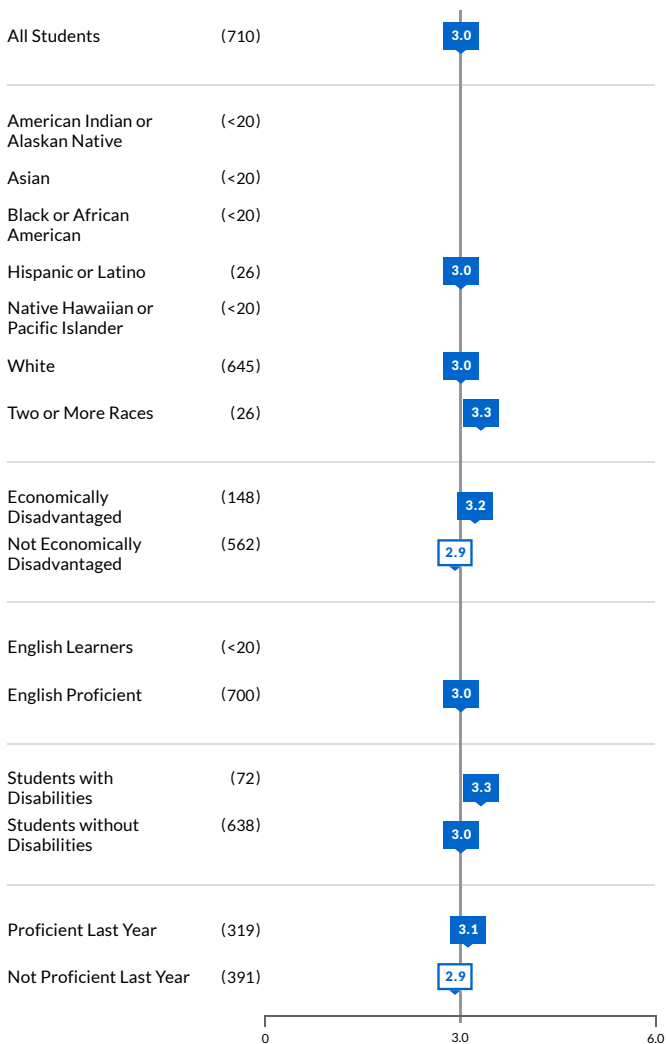 All Students (710) 3.0
American Indian or
Alaskan Native (<20)
Asian (<20)
Black or African
American (<20)
Hispanic or Latino (26) 3.0
Native Hawaiian or
Pacific Islander (<20)
White (645) 3.0
Two or More Races (26) 3.3
Economically
Disadvantaged (148) 3.2
Not Economically
Disadvantaged (562) 2.9
English Learners (<20)
English Proficient (700) 3.0
Students with
Disabilities (72) 3.3
Students without
Disabilities (638) 3.0
Proficient Last Year (319) 3.1
Not Proficient Last Year (391) 2.9
0 3.0 6.0